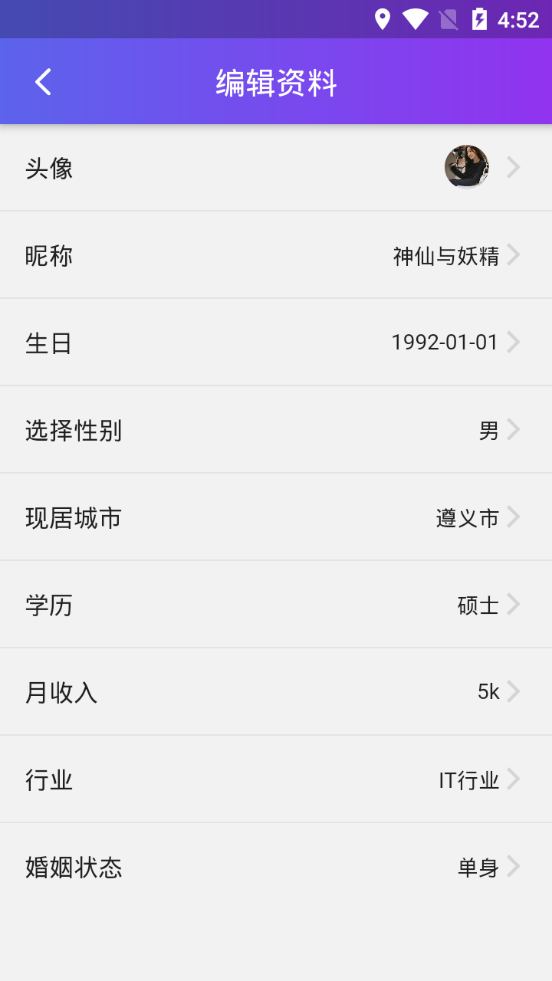 4:52
编辑资料
头像
昵称 神仙与妖精
生日 1992-01-01
选择性别 男
现居城市 遵义市
学历 硕士
月收入 5k
行业 IT行业
婚姻状态 单身